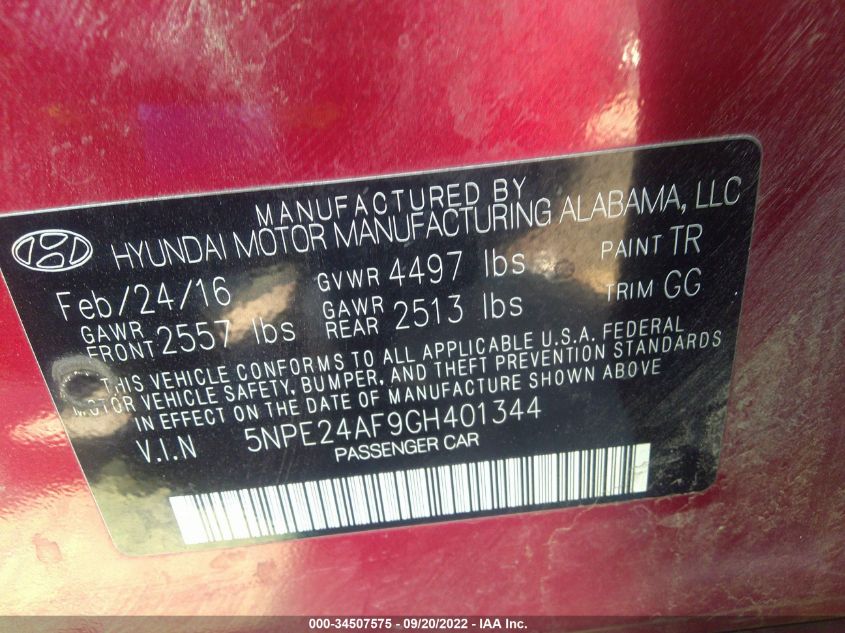 MANUFACTURED BY
HYUNDAI MOTOR MANUFACTURING ALABAMA, LLC
Feb/24/16 GVWR 4497 lbs PAINT TR
GAWR FRONT 2557 lbs GAWR REAR 2513 lbs TRIM GG
THIS VEHICLE CONFORMS TO ALL APPLICABLE U.S.A. FEDERAL
MOTOR VEHICLE SAFETY, BUMPER, AND THEFT PREVENTION STANDARDS
IN EFFECT ON THE DATE OF MANUFACTURE SHOWN ABOVE
V.I.N 5NPE24AF9GH401344
PASSENGER CAR
000-34507575 - 09/20/2022 - IAA Inc.